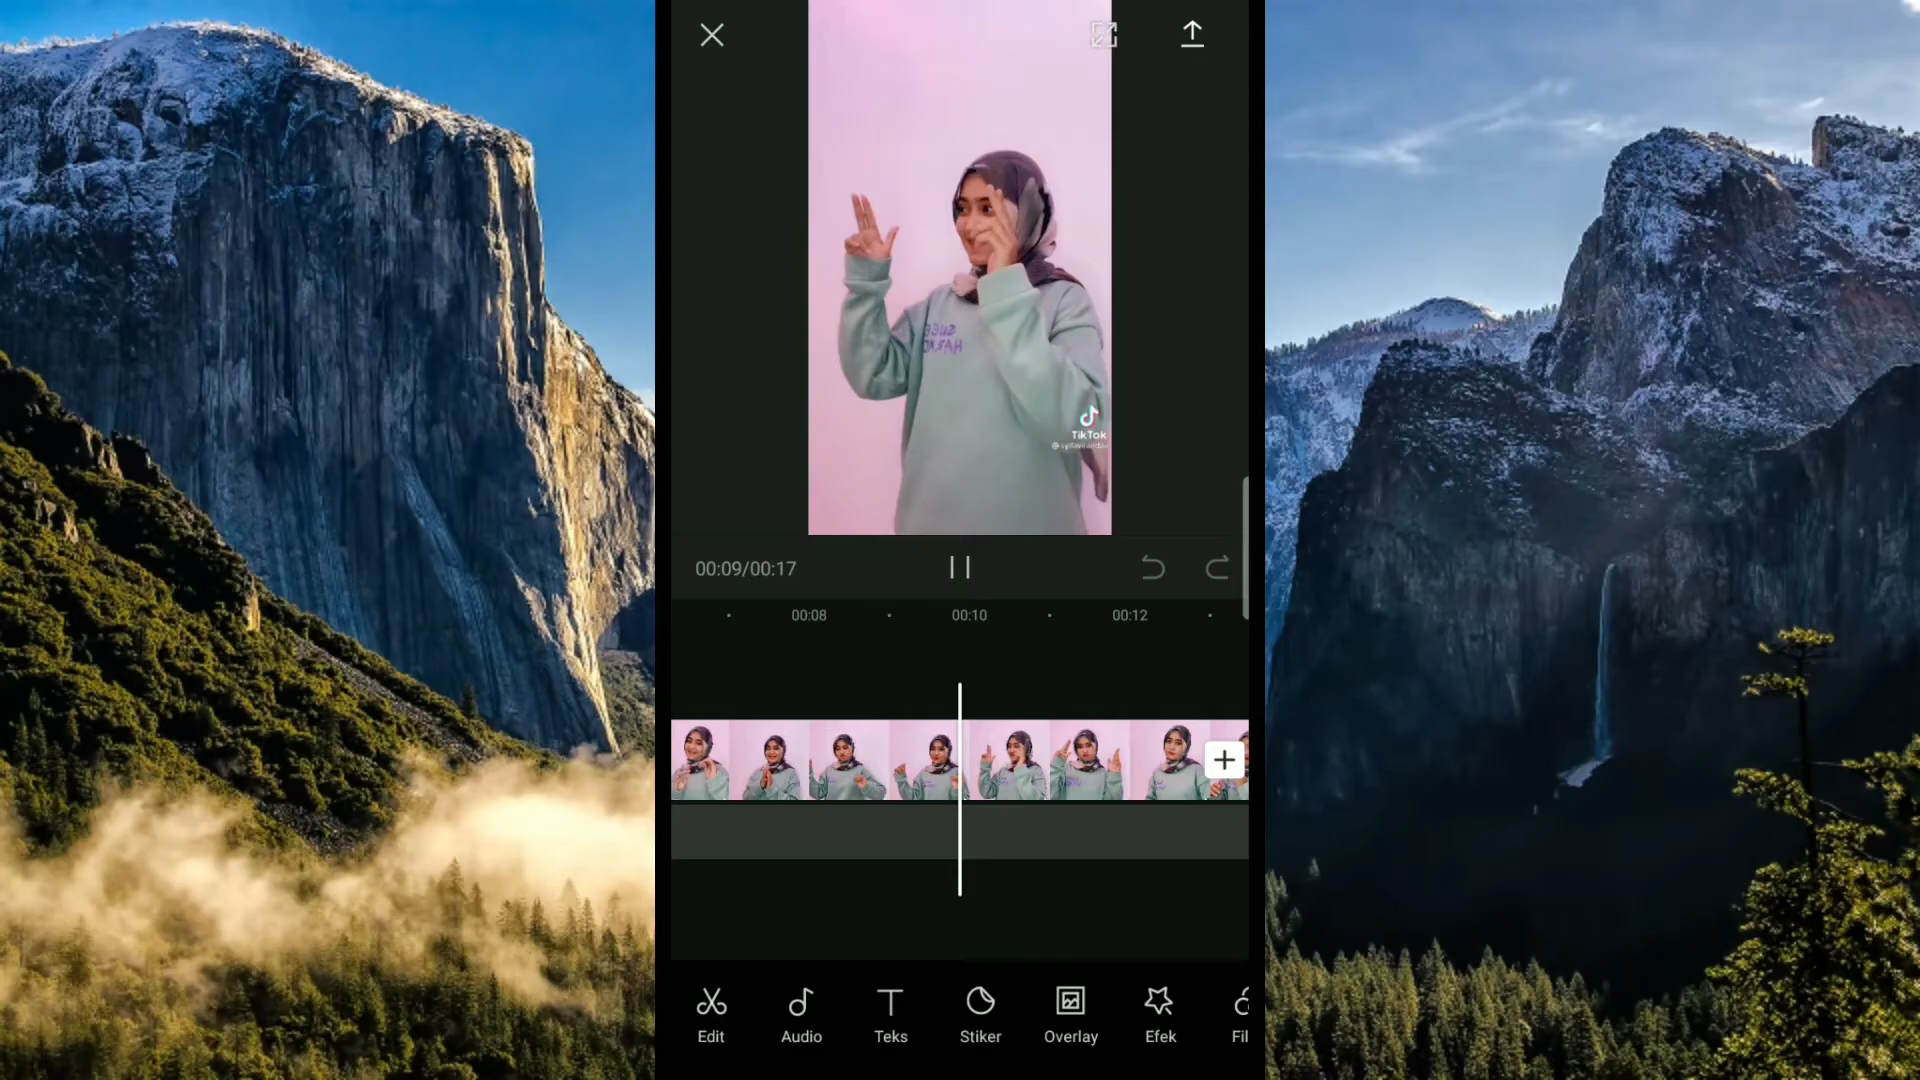 TikTok
00:09/00:17
00:08
00:10
00:12
Edit
Audio
Teks
Stiker
Overlay
Efek
Fil